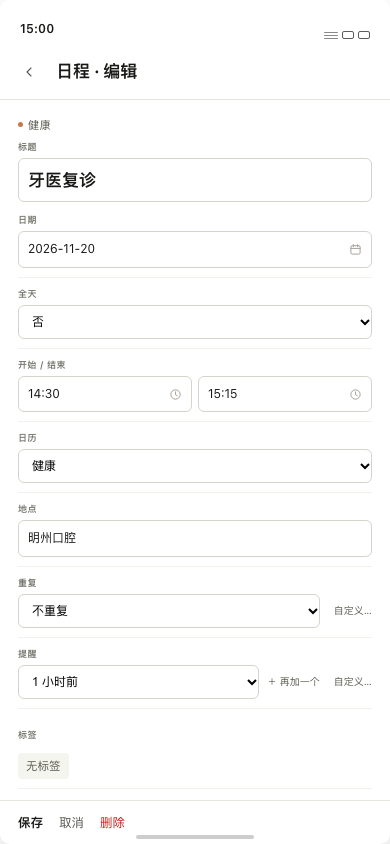 15:00
日程 · 编辑
健康
标题
牙医复诊
日期
2026-11-20
全天
否
开始 / 结束
14:30 15:15
日历
健康
地点
明州口腔
重复
不重复 自定义...
提醒
1 小时前 + 再加一个 自定义...
标签
无标签
保存 取消 删除